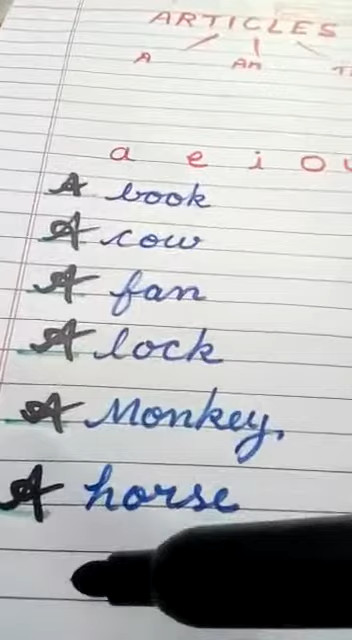 ARTICLES
A An
a e i o
A book
A cow
A fan
A lock
A Monkey,
A horse